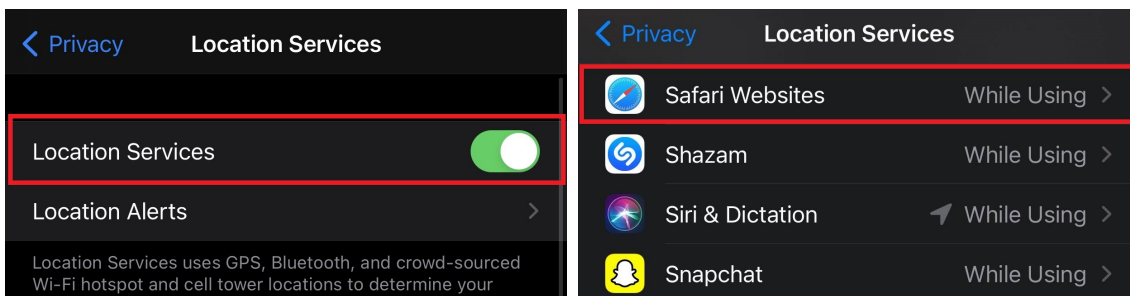 Privacy
Location Services
Location Services
Location Alerts
Location Services uses GPS, Bluetooth, and crowd-sourced
Wi-Fi hotspot and cell tower locations to determine your
Privacy
Location Services
Safari Websites While Using
Shazam While Using
Siri & Dictation While Using
Snapchat While Using